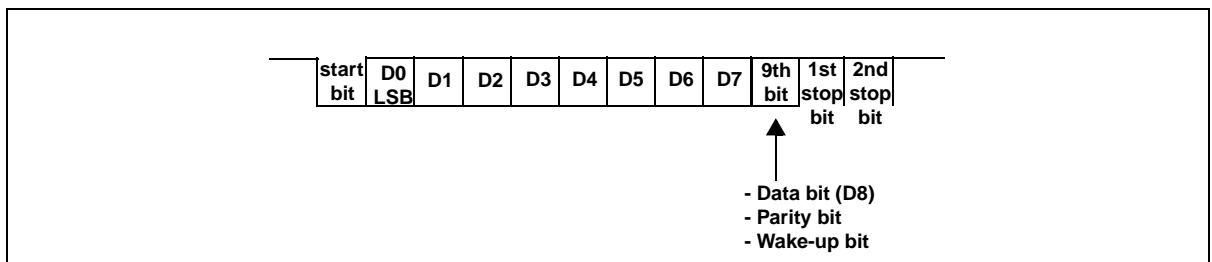 start bit D0 LSB D1 D2 D3 D4 D5 D6 D7 9th bit 1st stop bit 2nd stop bit
- Data bit (D8)
- Parity bit
- Wake-up bit